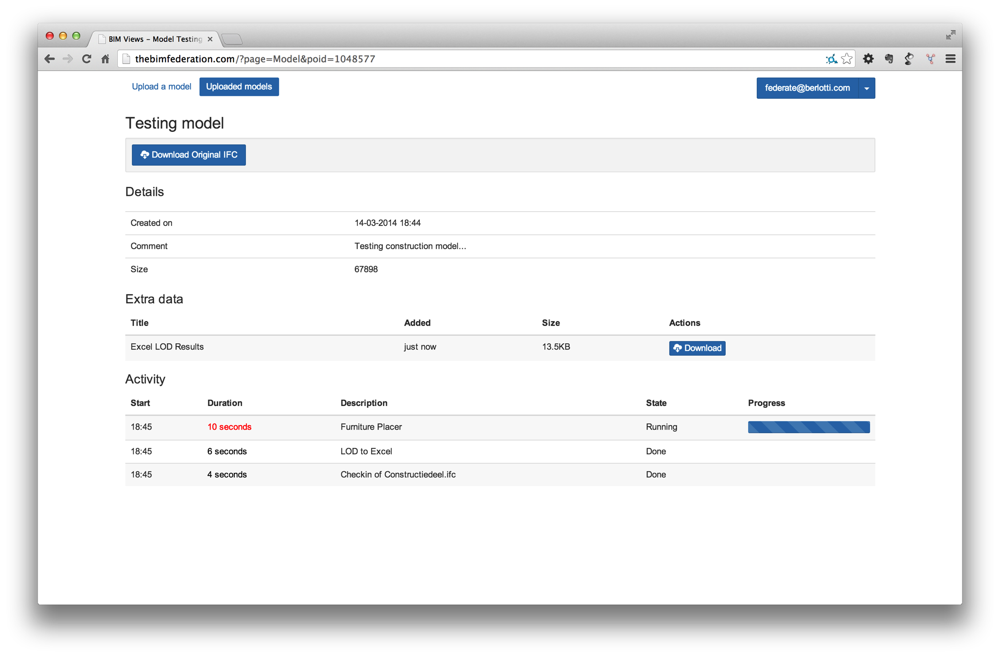 BIM Views – Model Testing
thebimfederation.com/?page=Model&poid=1048577
Upload a model Uploaded models federate@berlotti.com
Testing model
Download Original IFC
Details
Created on 14-03-2014 18:44
Comment Testing construction model...
Size 67898
Extra data
Title Added Size Actions
Excel LOD Results just now 13.5KB Download
Activity
Start Duration Description State Progress
18:45 10 seconds Furniture Placer Running
18:45 6 seconds LOD to Excel Done
18:45 4 seconds Checkin of Constructiedeel.ifc Done